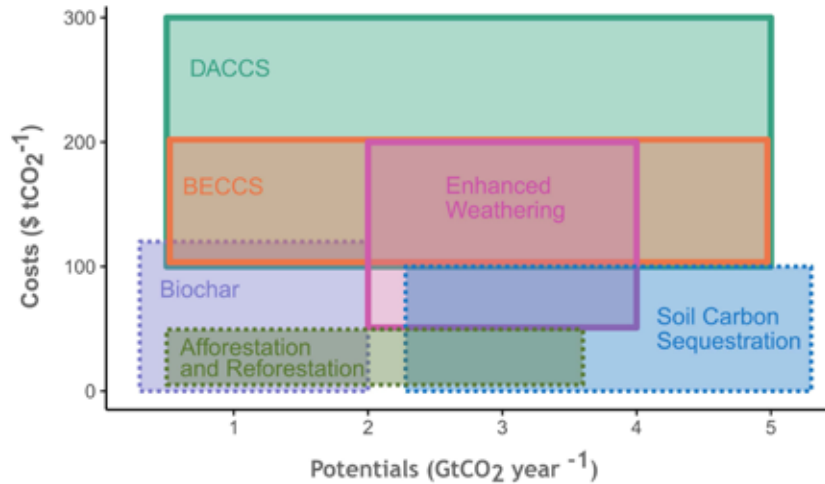 300
DACCS
200
BECCS
Enhanced
Weathering
Costs ($ tCO2-1)
100
Biochar
Soil Carbon
Sequestration
Afforestation
and Reforestation
0
1 2 3 4 5
Potentials (GtCO2 year -1)